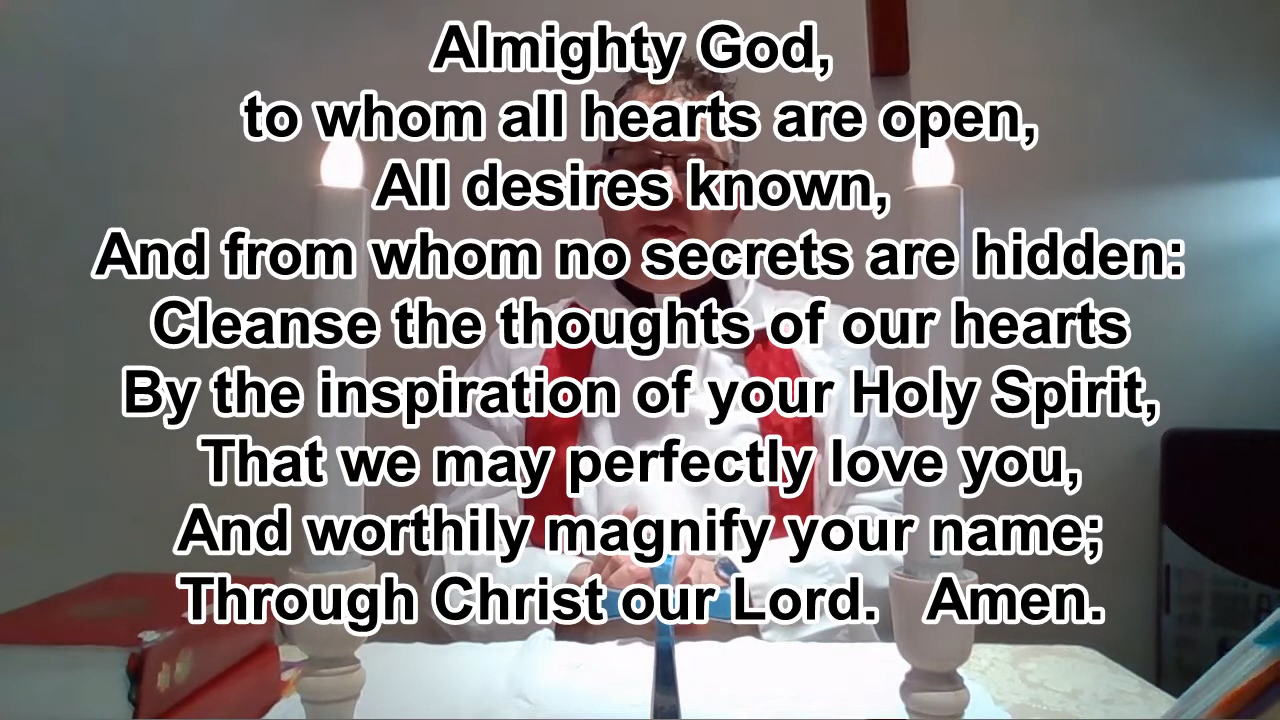 Almighty God,
to whom all hearts are open,
All desires known,
And from whom no secrets are hidden:
Cleanse the thoughts of our hearts
By the inspiration of your Holy Spirit,
That we may perfectly love you,
And worthily magnify your name;
Through Christ our Lord. Amen.